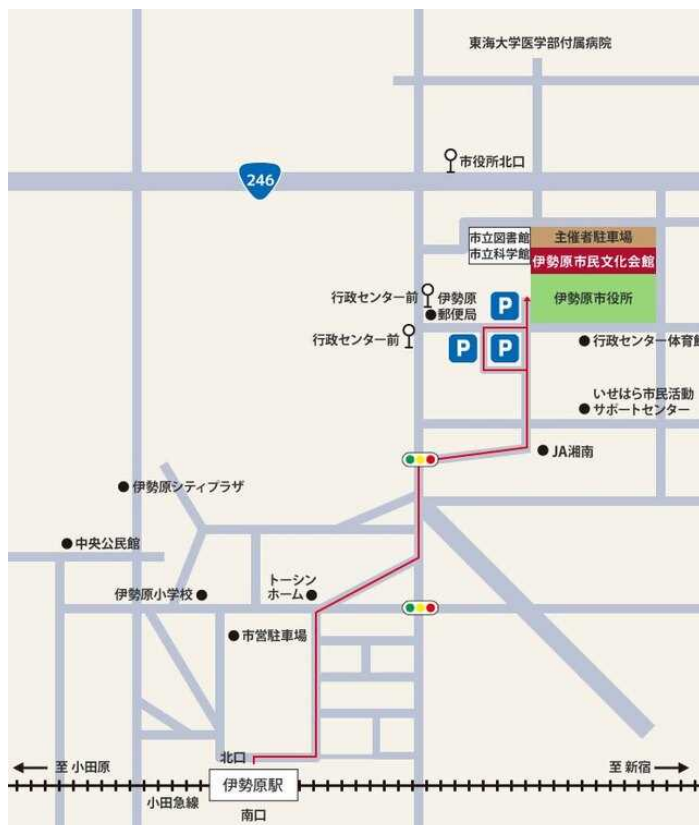 東海大学医学部付属病院
市役所北口
246
市立図書館
市立科学館
主催者駐車場
伊勢原市民文化会館
伊勢原市役所
行政センター前
伊勢原
郵便局
P
行政センター前
P
P
行政センター体育館
いせはら市民活動
サポートセンター
JA湘南
伊勢原シティプラザ
中央公民館
トーシン
ホーム
伊勢原小学校
市営駐車場
北口
至 小田原
至 新宿
伊勢原駅
小田急線
南口